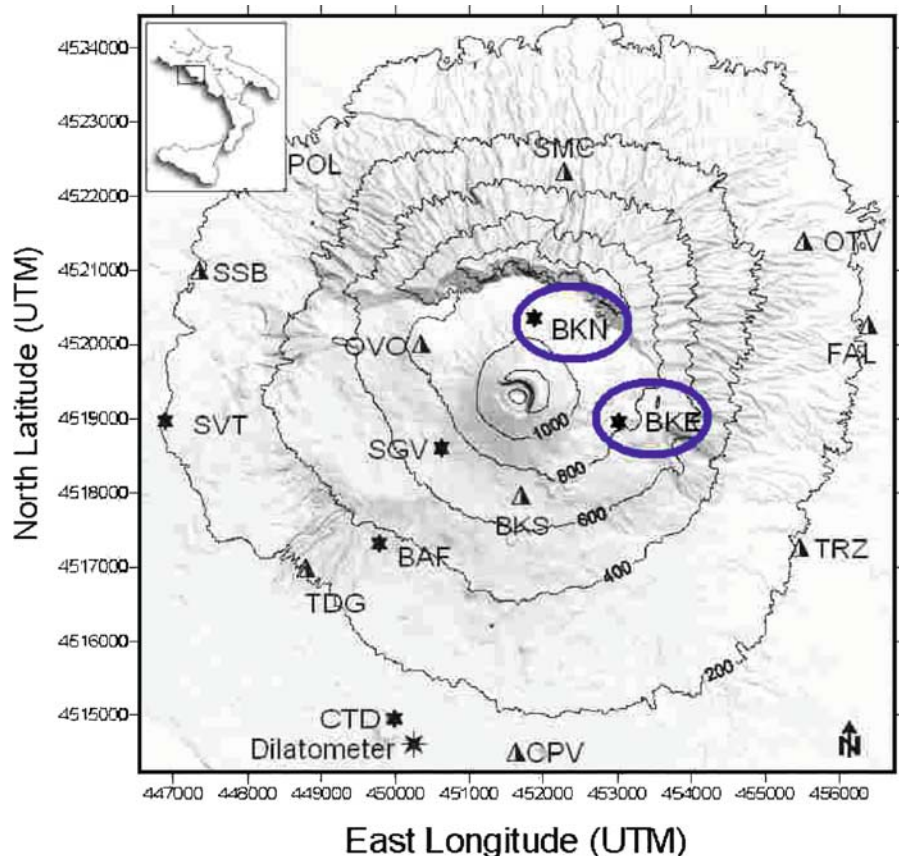 4534000
4523000
4522000
4521000
4520000
4519000
4518000
4517000
4516000
4515000
North Latitude (UTM)
POL
SMC
OTV
SSB
BKN
OVO
FAL
SVT
BKE
1000
SGV
800
BKS
600
BAF
TRZ
400
TDG
200
CTD
Dilatometer
CPV
N
447000 448000 449000 450000 451000 452000 453000 454000 455000 456000
East Longitude (UTM)